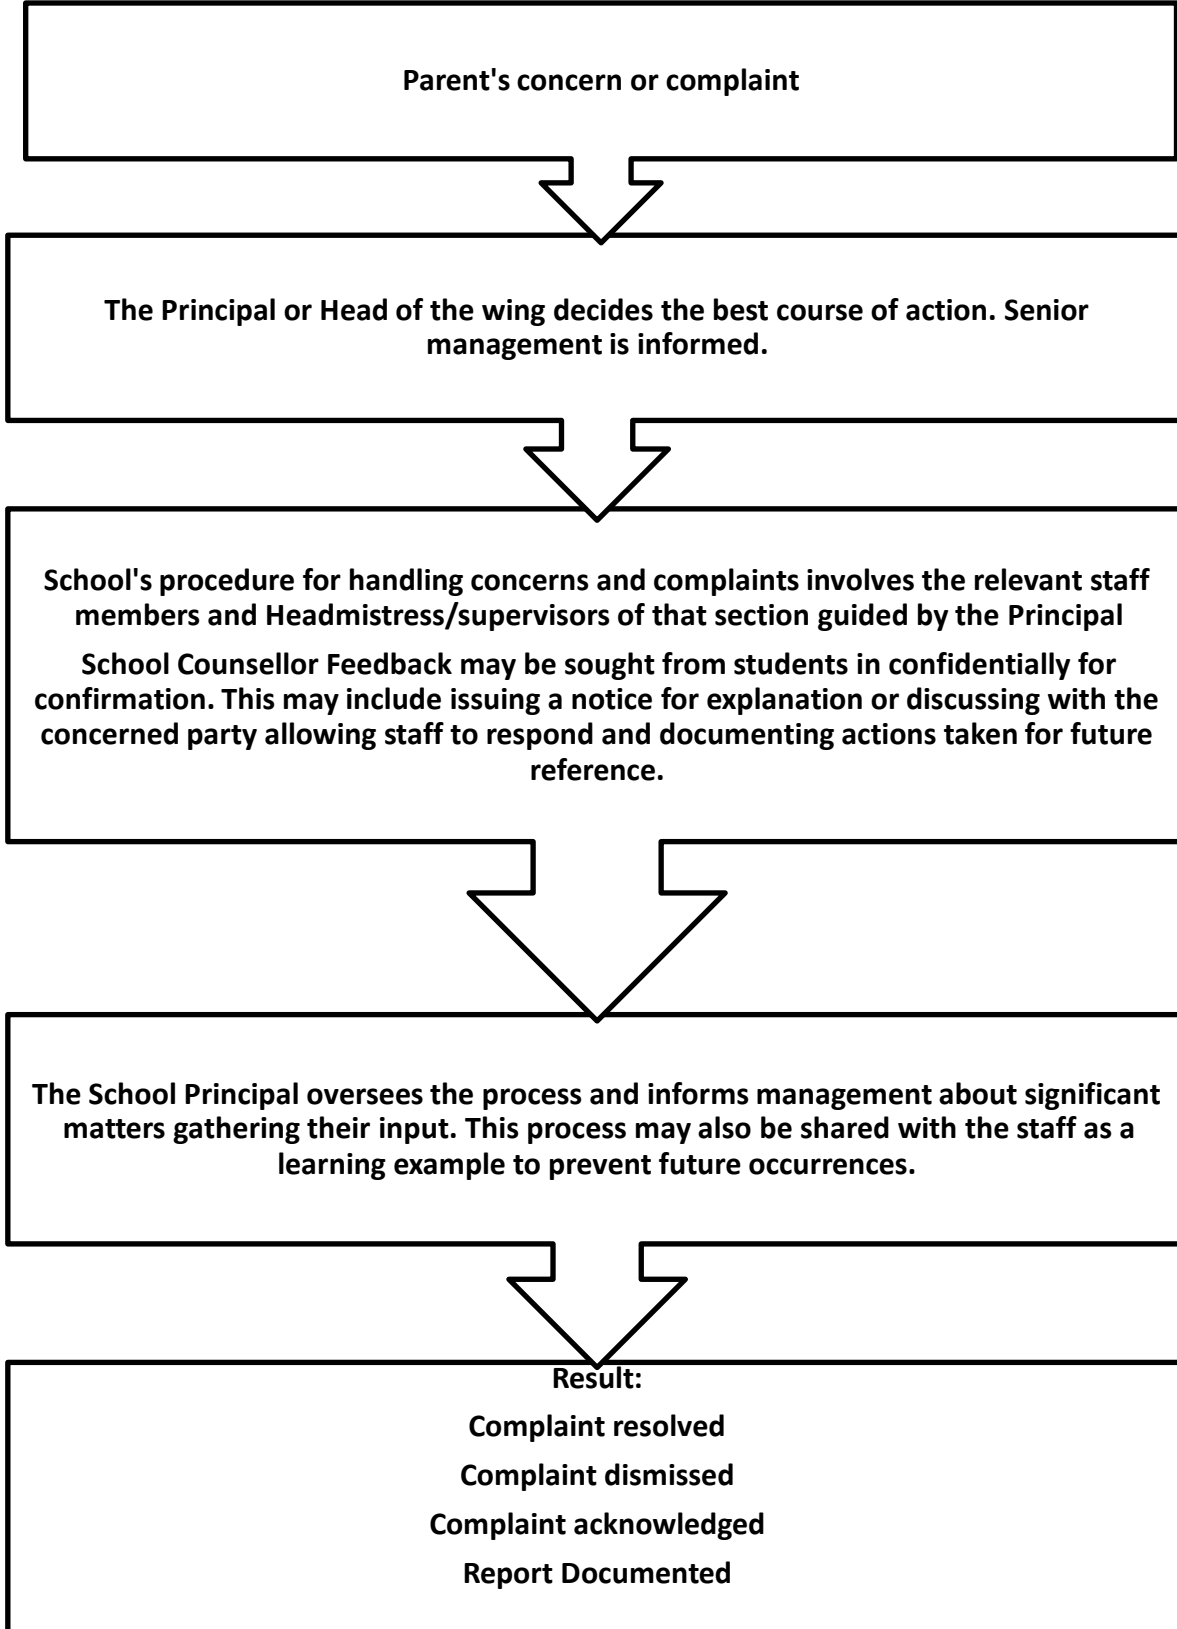 Parent's concern or complaint
The Principal or Head of the wing decides the best course of action. Senior
management is informed.
School's procedure for handling concerns and complaints involves the relevant staff
members and Headmistress/supervisors of that section guided by the Principal
School Counsellor Feedback may be sought from students in confidentially for
confirmation. This may include issuing a notice for explanation or discussing with the
concerned party allowing staff to respond and documenting actions taken for future
reference.
The School Principal oversees the process and informs management about significant
matters gathering their input. This process may also be shared with the staff as a
learning example to prevent future occurrences.
Result:
Complaint resolved
Complaint dismissed
Complaint acknowledged
Report Documented